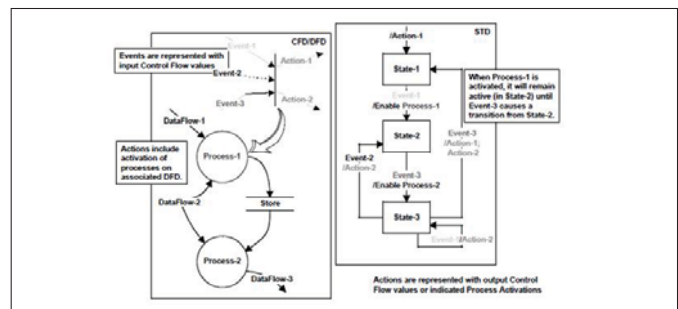 CFD/DFD
Event-1
Action-1
Events are represented with
input Control Flow values
Event-2
Event-3
Action-2
DataFlow-1
Process-1
Actions include
activation of
processes on
associated DFD.
DataFlow-2
Store
Process-2
DataFlow-3
STD
/Action-1
State-1
When Process-1 is
activated, it will remain
active (in State-2) until
Event-3 causes a
transition from State-2.
Event-1
/Enable Process-1
State-2
Event-3
/Action-1;
Action-2
Event-2
/Action-2
Event-3
/Enable Process-2
State-3
Event-1/Action-2
Actions are represented with output Control
Flow values or indicated Process Activations